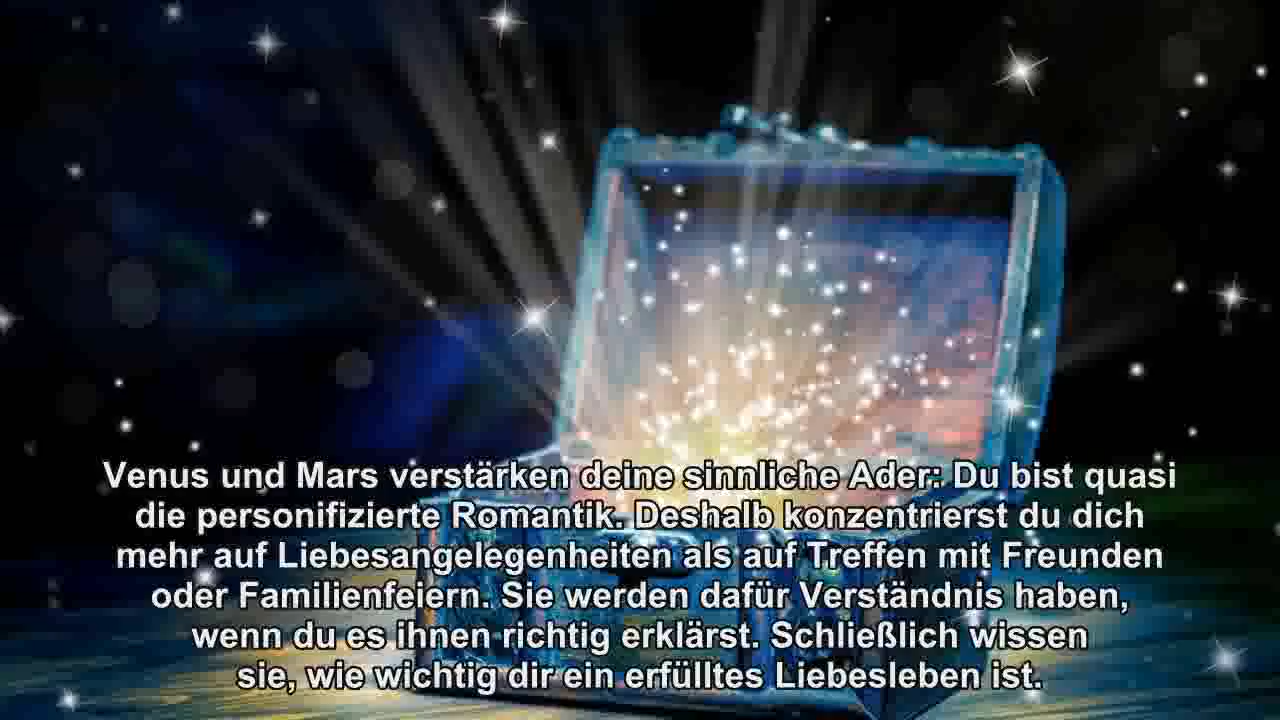 Venus und Mars verstärken deine sinnliche Ader: Du bist quasi
die personifizierte Romantik. Deshalb konzentrierst du dich
mehr auf Liebesangelegenheiten als auf Treffen mit Freunden
oder Familienfeiern. Sie werden dafür Verständnis haben,
wenn du es ihnen richtig erklärst. Schließlich wissen
sie, wie wichtig dir ein erfülltes Liebesleben ist.